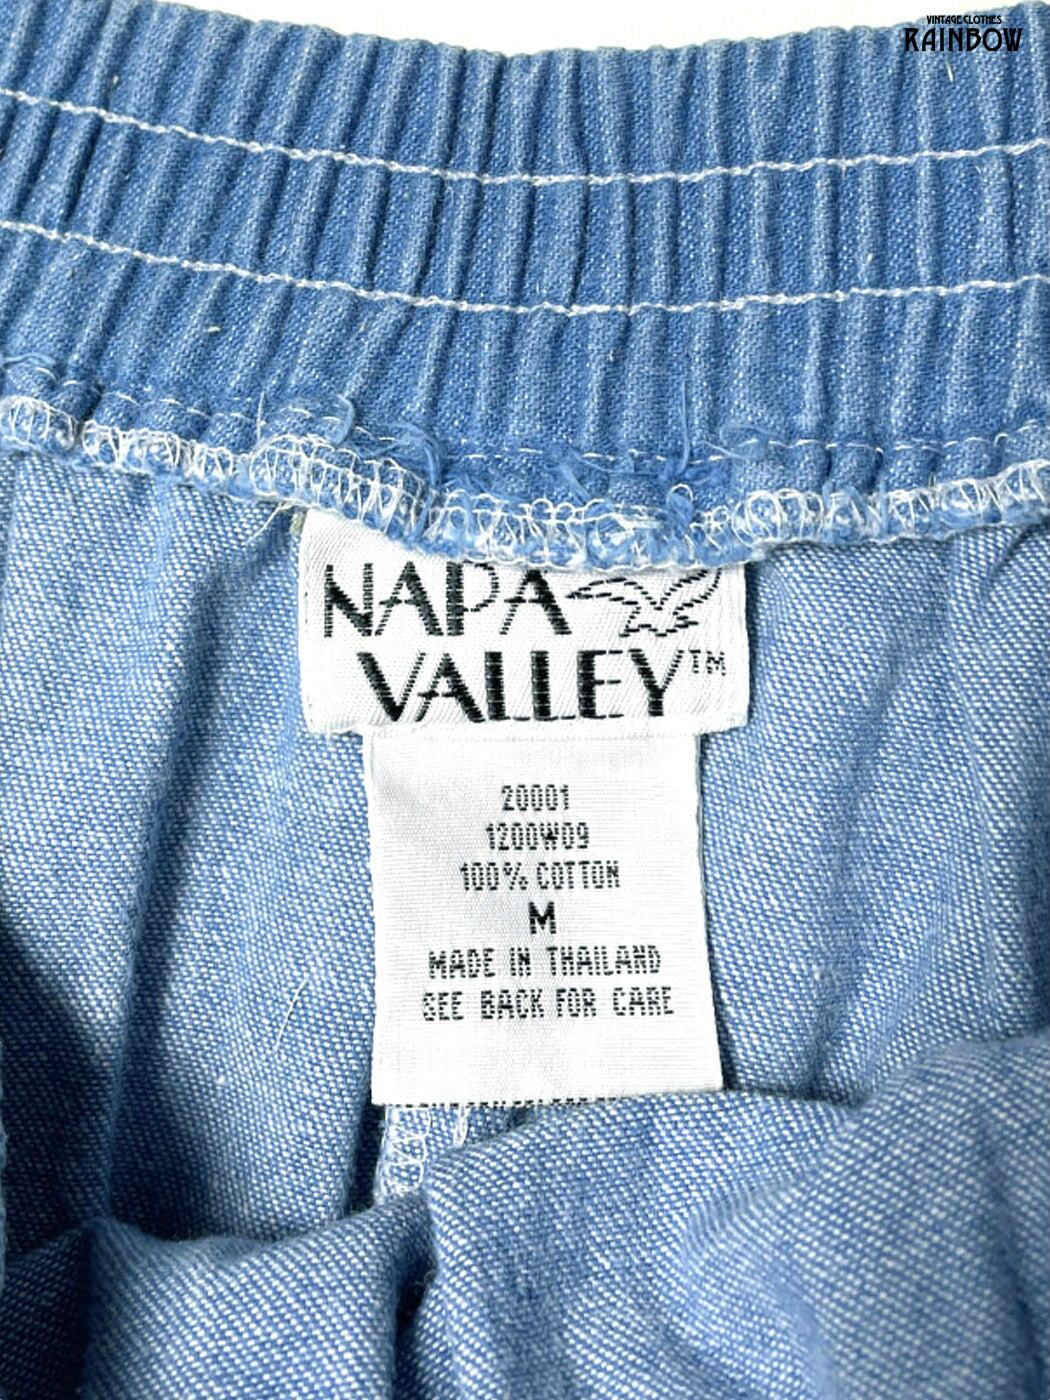 VINTAGE CLOTHES
RAINBOW
NAPA
VALLEY™
20001
1200W09
100% COTTON
M
MADE IN THAILAND
SEE BACK FOR CARE